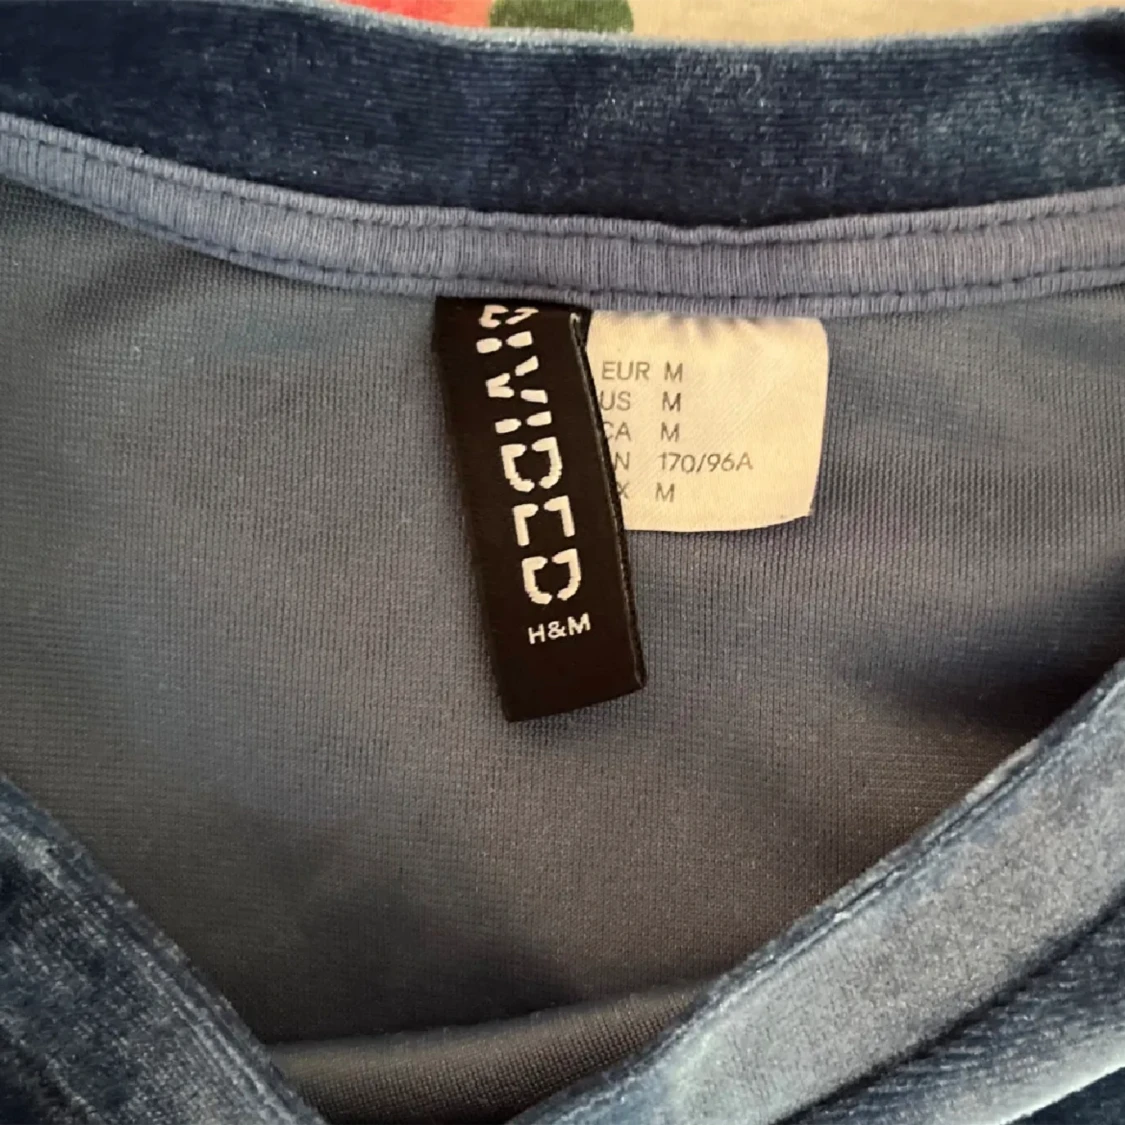 DIVIDED
H&M
EUR M
US M
CA M
N 170/96A
X M